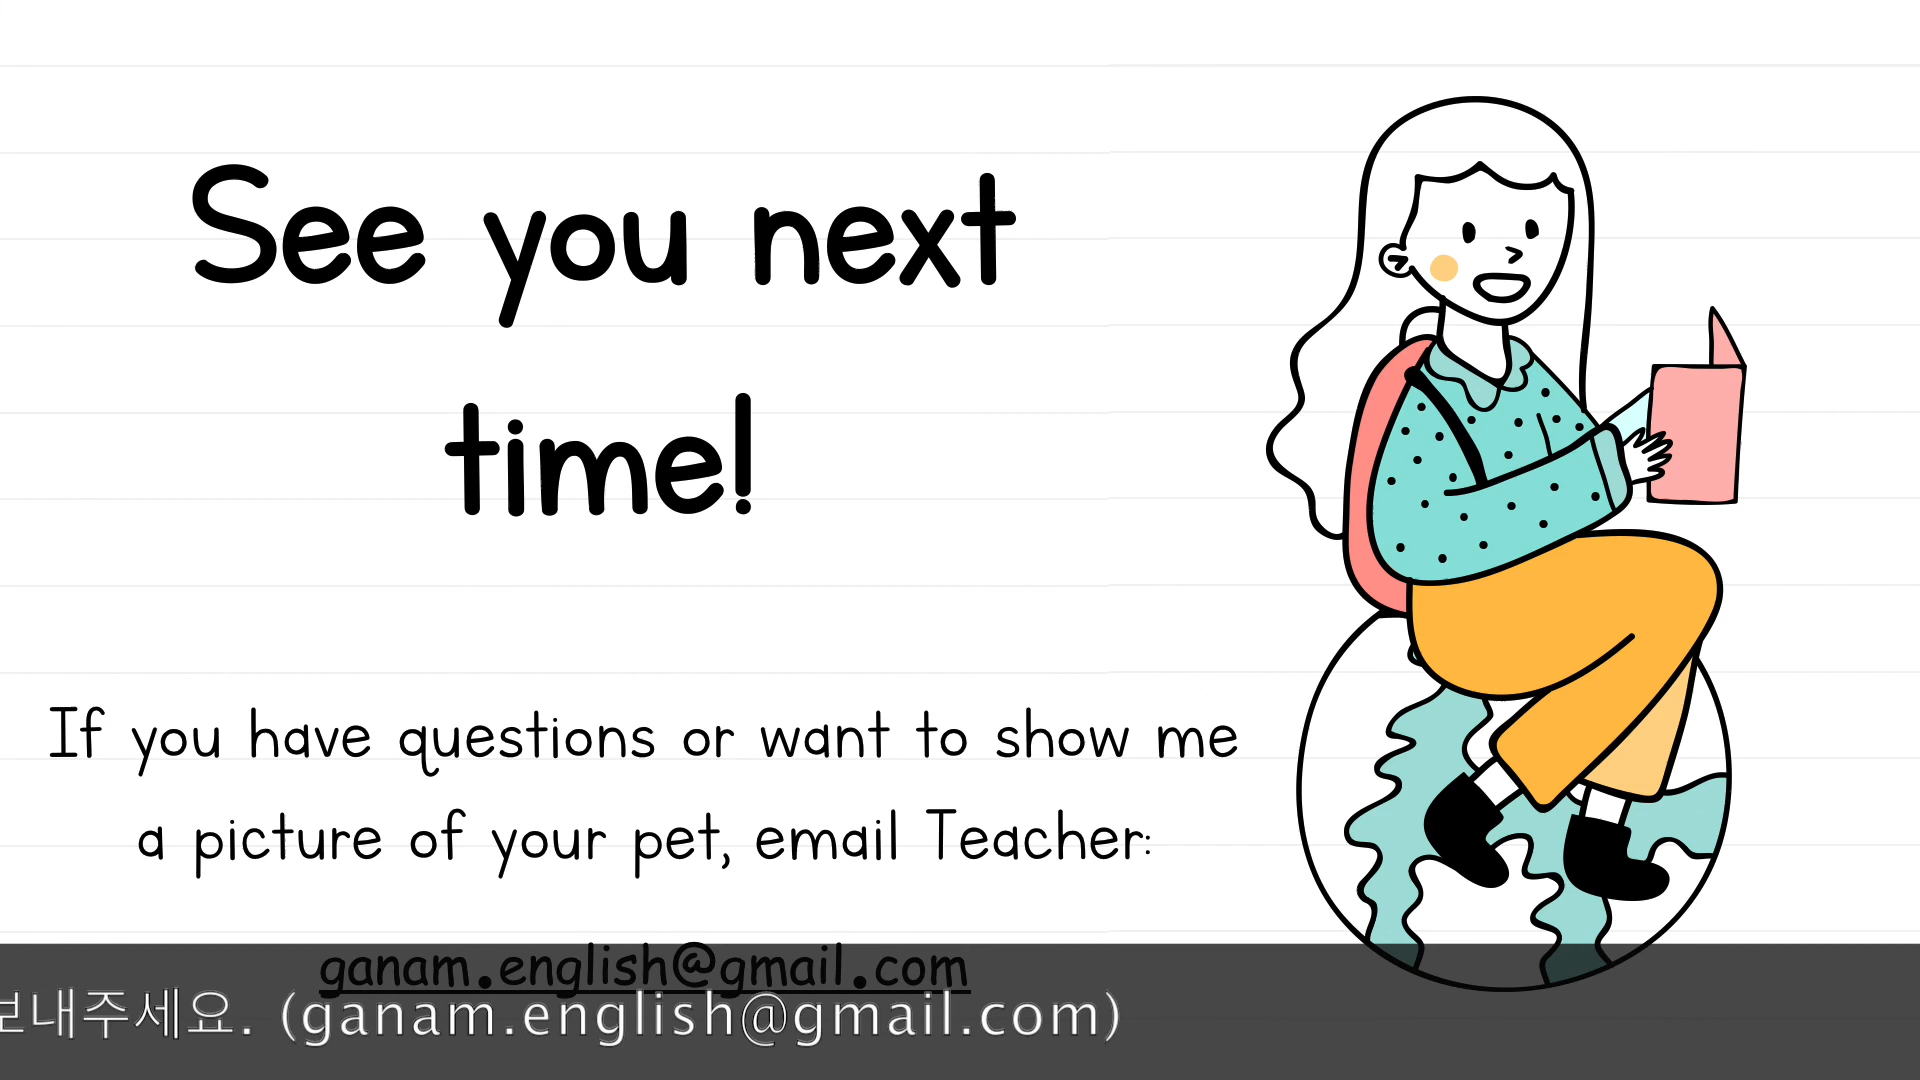 See you next
time!
If you have questions or want to show me
a picture of your pet, email Teacher:
ganam.english@gmail.com
보내주세요. (ganam.english@gmail.com)